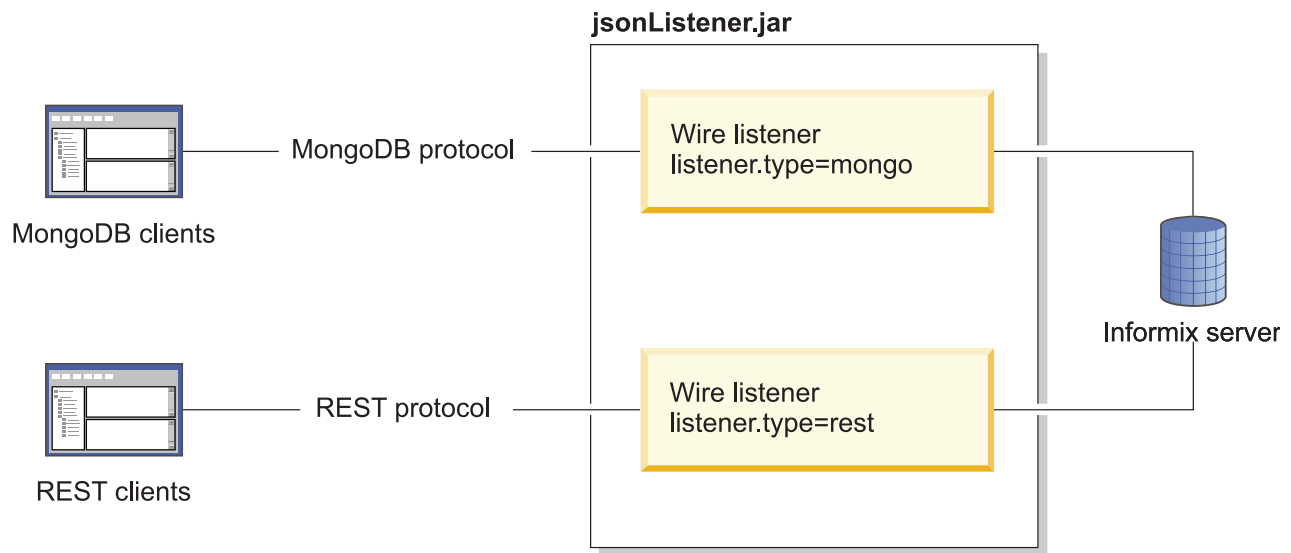 jsonListener.jar
Wire listener
listener.type=mongo
MongoDB protocol
MongoDB clients
Informix server
Wire listener
listener.type=rest
REST protocol
REST clients